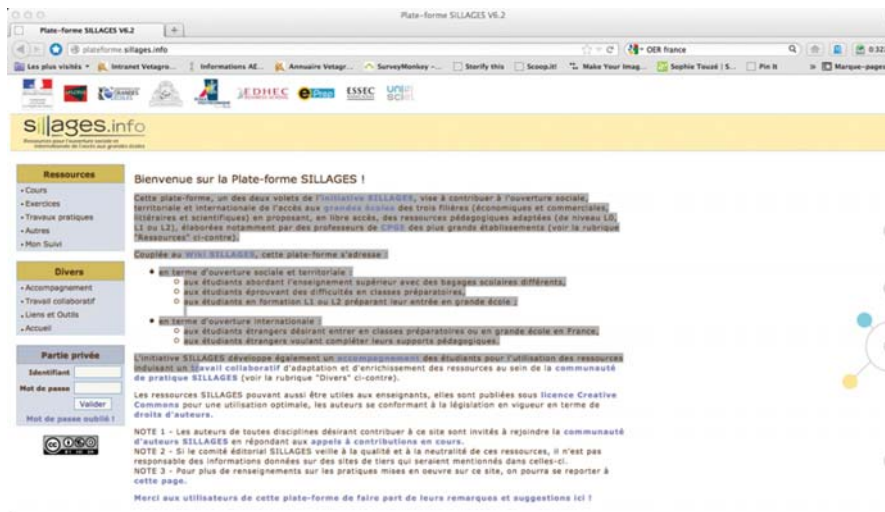 Plate-forme SILLAGES V6.2
Plate-forme SILLAGES V6.2
plateforme.sillages.info
OER france
Les plus visités
Intranet Vetagro...
Informations AE...
Annuaire Vetagr...
SurveyMonkey -...
Storify this
Scoop.it!
Make Your Imag...
Sophie Touzé | S...
Pin It
Marque-pages
EDHEC
ePrep
ESSEC
sillages.info
Ressources pour l'ouverture sociale et
internationale de l'accès aux grandes écoles
Ressources
Cours
Exercices
Travaux pratiques
Autres
Mon Suivi
Divers
Accompagnement
Travail collaboratif
Liens et Outils
Accueil
Partie privée
Identifiant
Mot de passe
Valider
Mot de passe oublié !
Bienvenue sur la Plate-forme SILLAGES !
Cette plate-forme, un des deux volets de l'initiative SILLAGES, vise à contribuer à l'ouverture sociale,
territoriale et internationale de l'accès aux grandes écoles des trois filières (économiques et commerciales,
littéraires et scientifiques) en proposant, en libre accès, des ressources pédagogiques adaptées (de niveau L0,
L1 ou L2), élaborées notamment par des professeurs de CPGE des plus grands établissements (voir la rubrique
"Ressources" ci-contre).
Couplée au Wiki SILLAGES, cette plate-forme s'adresse :
en terme d'ouverture sociale et territoriale :
aux étudiants abordant l'enseignement supérieur avec des bagages scolaires différents,
aux étudiants éprouvant des difficultés en classes préparatoires,
aux étudiants en formation L1 ou L2 préparant leur entrée en grande école ;
en terme d'ouverture internationale :
aux étudiants étrangers désirant entrer en classes préparatoires ou en grande école en France,
aux étudiants étrangers voulant compléter leurs supports pédagogiques.
L'initiative SILLAGES développe également un accompagnement des étudiants pour l'utilisation des ressources
induisant un travail collaboratif d'adaptation et d'enrichissement des ressources au sein de la communauté
de pratique SILLAGES (voir la rubrique "Divers" ci-contre).
Les ressources SILLAGES pouvant aussi être utiles aux enseignants, elles sont publiées sous licence Creative
Commons pour une utilisation optimale, les auteurs se conformant à la législation en vigueur en terme de
droits d'auteurs.
NOTE 1 - Les auteurs de toutes disciplines désirant contribuer à ce site sont invités à rejoindre la communauté
d'auteurs SILLAGES en répondant aux appels à contributions en cours.
NOTE 2 - Si le comité éditorial SILLAGES veille à la qualité et à la neutralité de ces ressources, il n'est pas
responsable des informations données sur des sites de tiers qui seraient mentionnés dans celles-ci.
NOTE 3 - Pour plus de renseignements sur les pratiques mises en oeuvre sur ce site, on pourra se reporter à
cette page.
Merci aux utilisateurs de cette plate-forme de faire part de leurs remarques et suggestions ici !